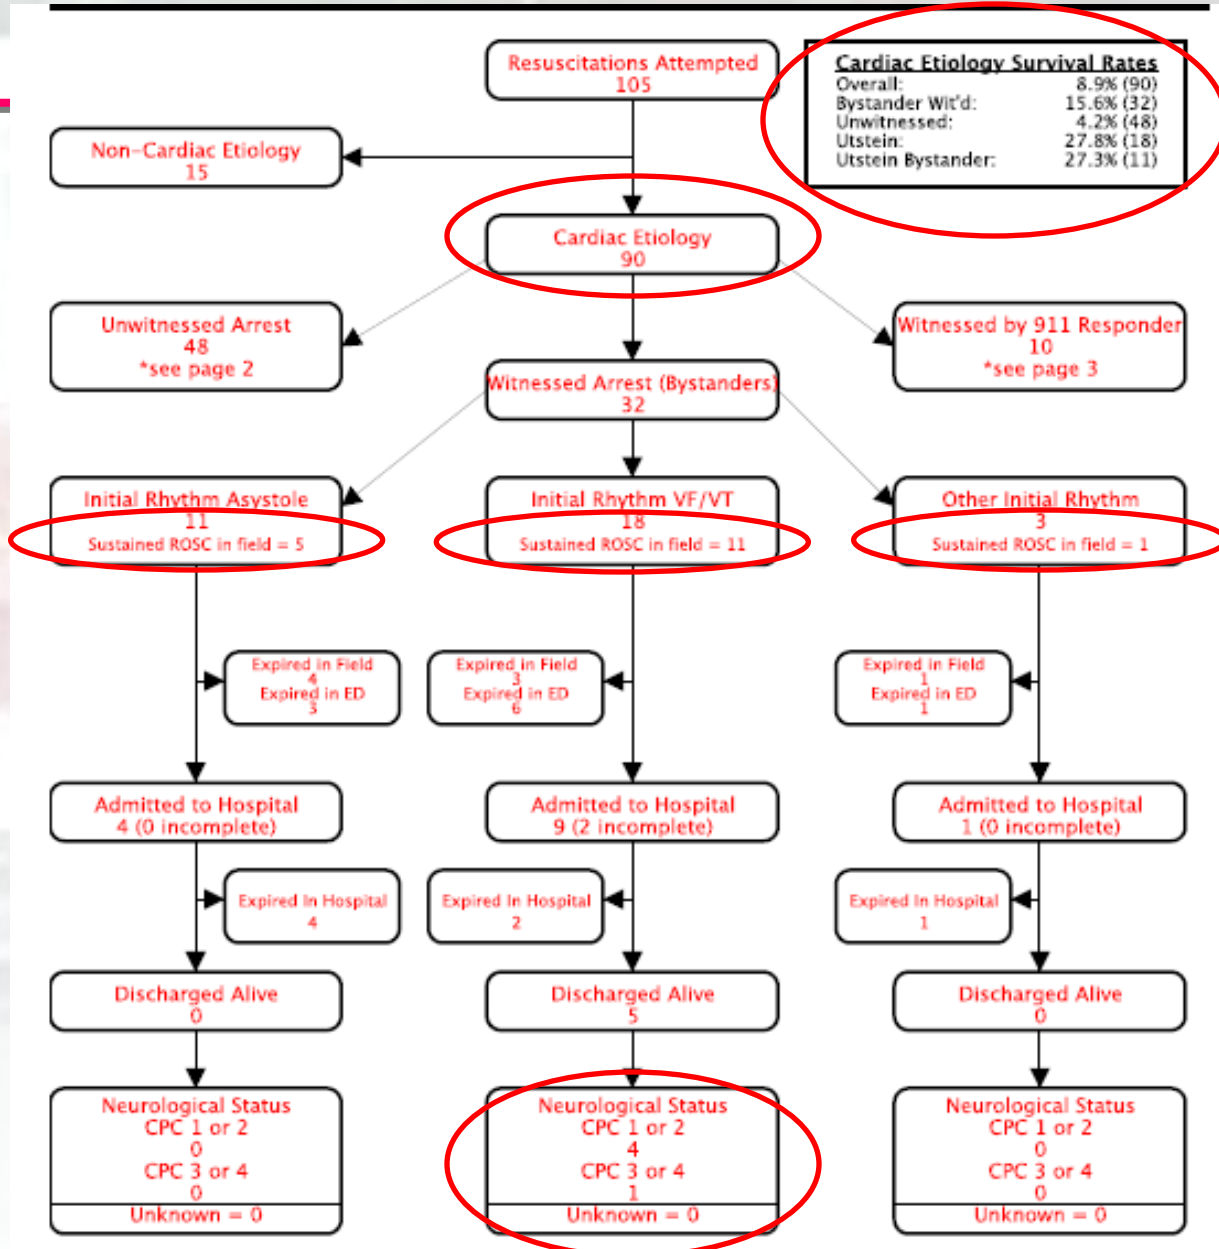 Resuscitations Attempted
105
Cardiac Etiology Survival Rates
Overall: 8.9% (90)
Bystander Wit'd: 15.6% (32)
Unwitnessed: 4.2% (48)
Utstein: 27.8% (18)
Utstein Bystander: 27.3% (11)
Non-Cardiac Etiology
15
Cardiac Etiology
90
Unwitnessed Arrest
48
*see page 2
Witnessed by 911 Responder
10
*see page 3
Witnessed Arrest (Bystanders)
32
Initial Rhythm Asystole
11
Sustained ROSC in field = 5
Initial Rhythm VF/VT
18
Sustained ROSC in field = 11
Other Initial Rhythm
3
Sustained ROSC in field = 1
Expired in Field
4
Expired in ED
3
Expired in Field
3
Expired in ED
6
Expired in Field
1
Expired in ED
1
Admitted to Hospital
4 (0 incomplete)
Admitted to Hospital
9 (2 incomplete)
Admitted to Hospital
1 (0 incomplete)
Expired In Hospital
4
Expired In Hospital
2
Expired In Hospital
1
Discharged Alive
0
Discharged Alive
5
Discharged Alive
0
Neurological Status
CPC 1 or 2
0
CPC 3 or 4
0
Unknown = 0
Neurological Status
CPC 1 or 2
4
CPC 3 or 4
1
Unknown = 0
Neurological Status
CPC 1 or 2
0
CPC 3 or 4
0
Unknown = 0